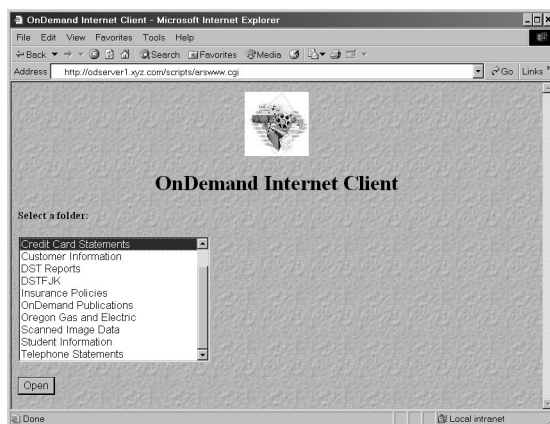 OnDemand Internet Client - Microsoft Internet Explorer
File Edit View Favorites Tools Help
Back Search Favorites Media
Address http://odserver1.xyz.com/scripts/arswww.cgi Go Links »
OnDemand Internet Client
Select a folder:
Credit Card Statements
Customer Information
DST Reports
DSTFJK
Insurance Policies
OnDemand Publications
Oregon Gas and Electric
Scanned Image Data
Student Information
Telephone Statements
Open
Done Local intranet